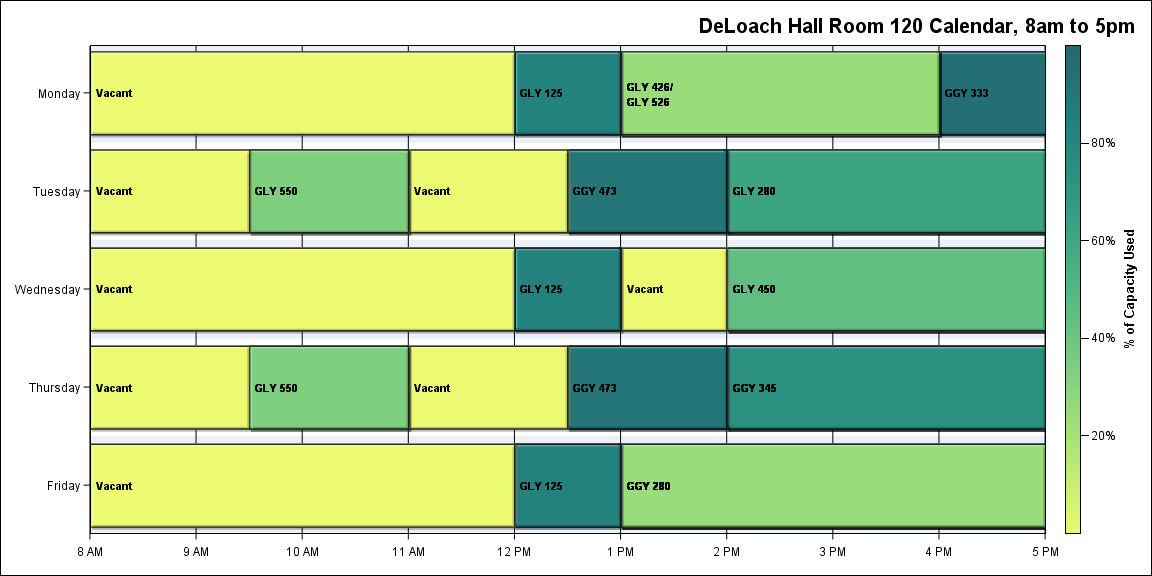 DeLoach Hall Room 120 Calendar, 8am to 5pm
Monday
Vacant
GLY 125
GLY 426/
GLY 526
GGY 333
Tuesday
Vacant
GLY 550
Vacant
GGY 473
GLY 280
Wednesday
Vacant
GLY 125
Vacant
GLY 450
Thursday
Vacant
GLY 550
Vacant
GGY 473
GGY 345
Friday
Vacant
GLY 125
GGY 280
8 AM
9 AM
10 AM
11 AM
12 PM
1 PM
2 PM
3 PM
4 PM
5 PM
80%
60%
40%
20%
% of Capacity Used